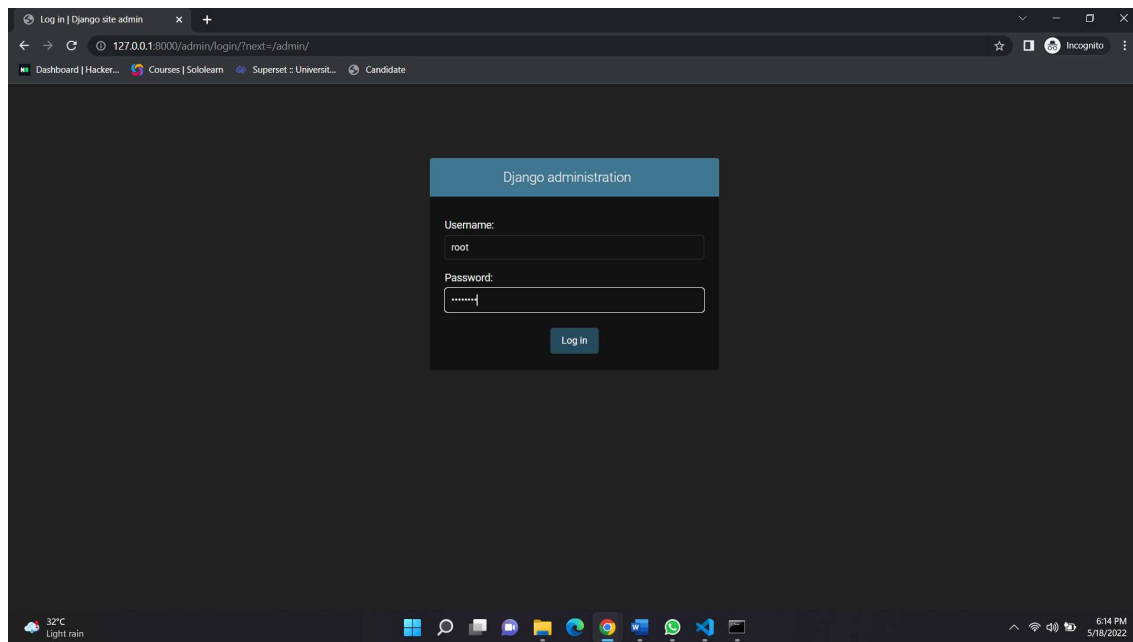 Log in | Django site admin
127.0.0.1:8000/admin/login/?next=/admin/
Incognito
Dashboard | Hacker... Courses | Sololearn Superset :: Universit... Candidate
Django administration
Username:
root
Password:
••••••••
Log in
32°C
Light rain
6:14 PM
5/18/2022